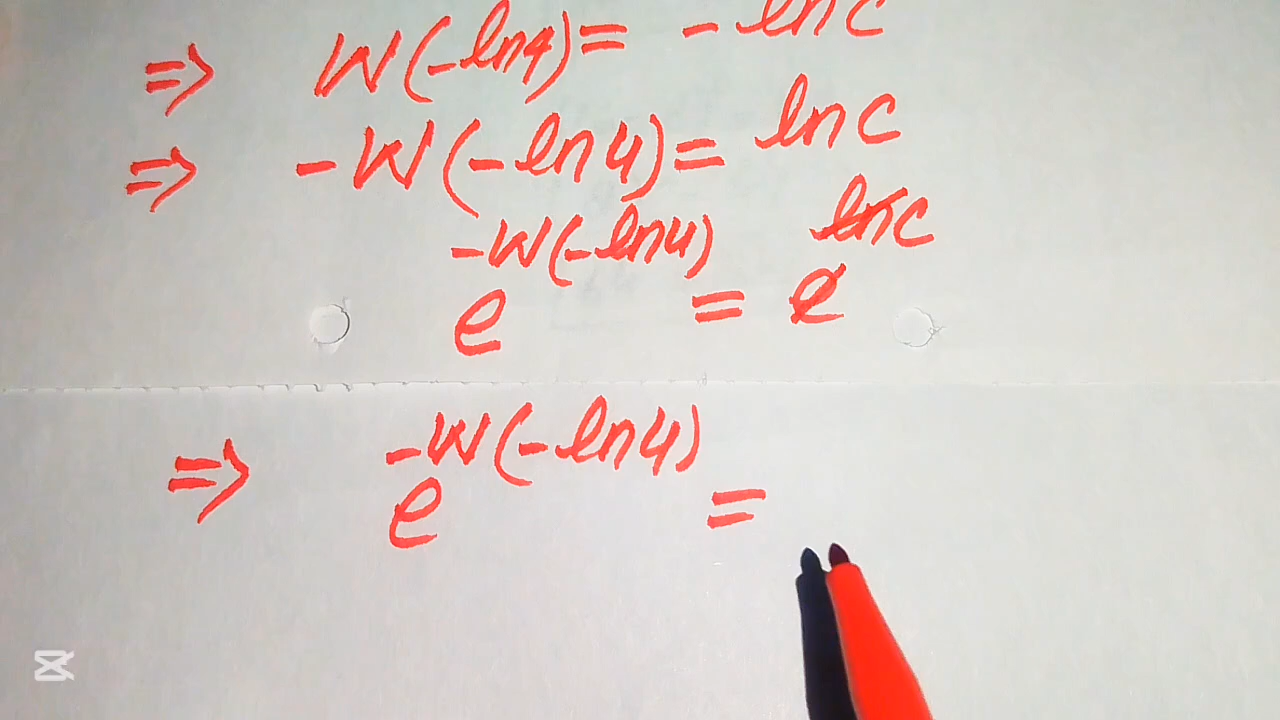 => W(-ln4)= -lnc
=> -W(-ln4)= lnc
e^{-W(-ln4)} = e^{lnc}
=> e^{-W(-ln4)} =